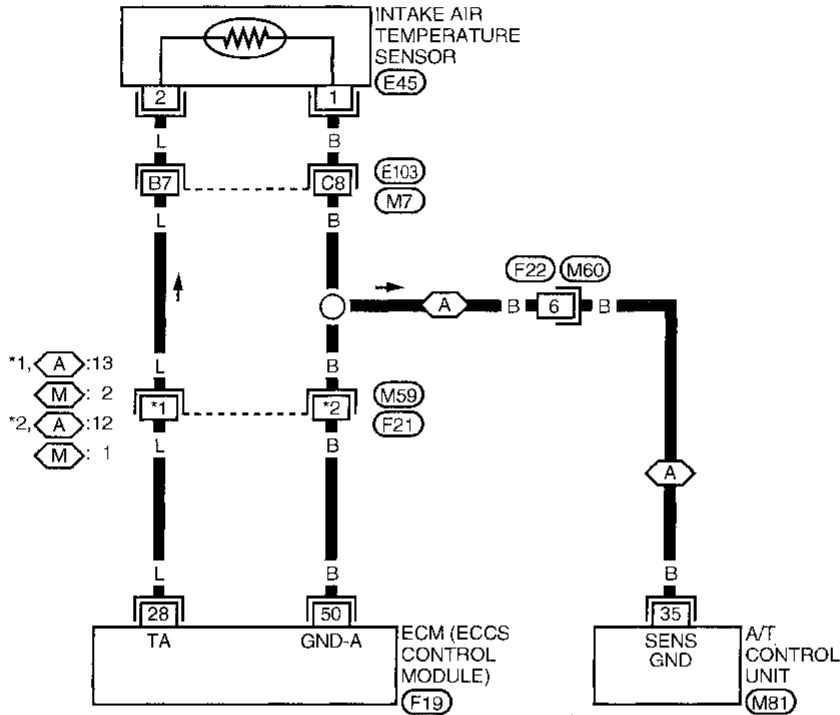 INTAKE AIR
TEMPERATURE
SENSOR
E45
2 1
L B
B7 C8 E103
M7
L B
F22 M60
A B 6 B
*1, A :13 L B
M : 2 *1 *2 M59
*2, A :12 F21
M : 1 L B
A
L B B
28 50 35
TA GND-A ECM (ECCS
CONTROL
MODULE)
F19
SENS
GND
A/T
CONTROL
UNIT
M81